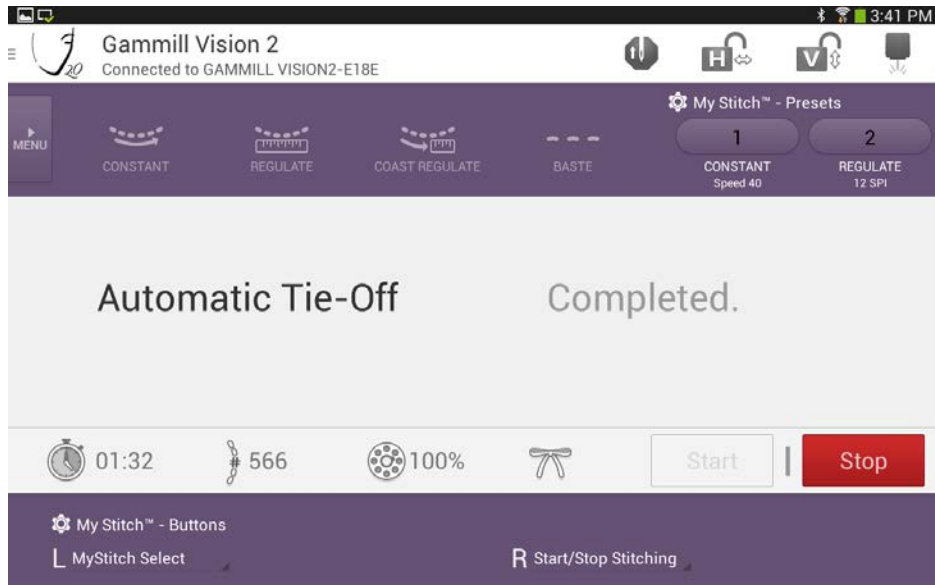 3:41 PM
J
20
Gammill Vision 2
Connected to GAMMILL VISION2-E18E
H
V
My Stitch™ - Presets
MENU
CONSTANT
REGULATE
COAST REGULATE
BASTE
1
CONSTANT
Speed 40
2
REGULATE
12 SPI
Automatic Tie-Off
Completed.
01:32
# 566
100%
Start
Stop
My Stitch™ - Buttons
L MyStitch Select
R Start/Stop Stitching